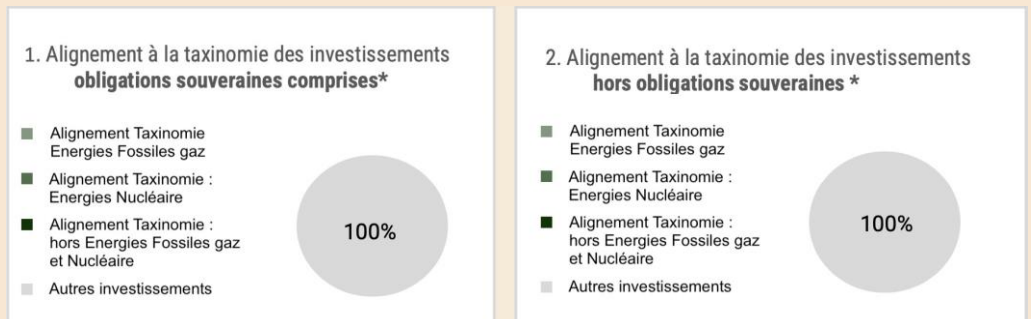 1. Alignement à la taxinomie des investissements
obligations souveraines comprises*
Alignement Taxinomie
Energies Fossiles gaz
Alignement Taxinomie :
Energies Nucléaire
Alignement Taxinomie :
hors Energies Fossiles gaz
et Nucléaire
Autres investissements
100%
2. Alignement à la taxinomie des investissements
hors obligations souveraines *
Alignement Taxinomie
Energies Fossiles gaz
Alignement Taxinomie :
Energies Nucléaire
Alignement Taxinomie :
hors Energies Fossiles gaz
et Nucléaire
Autres investissements
100%